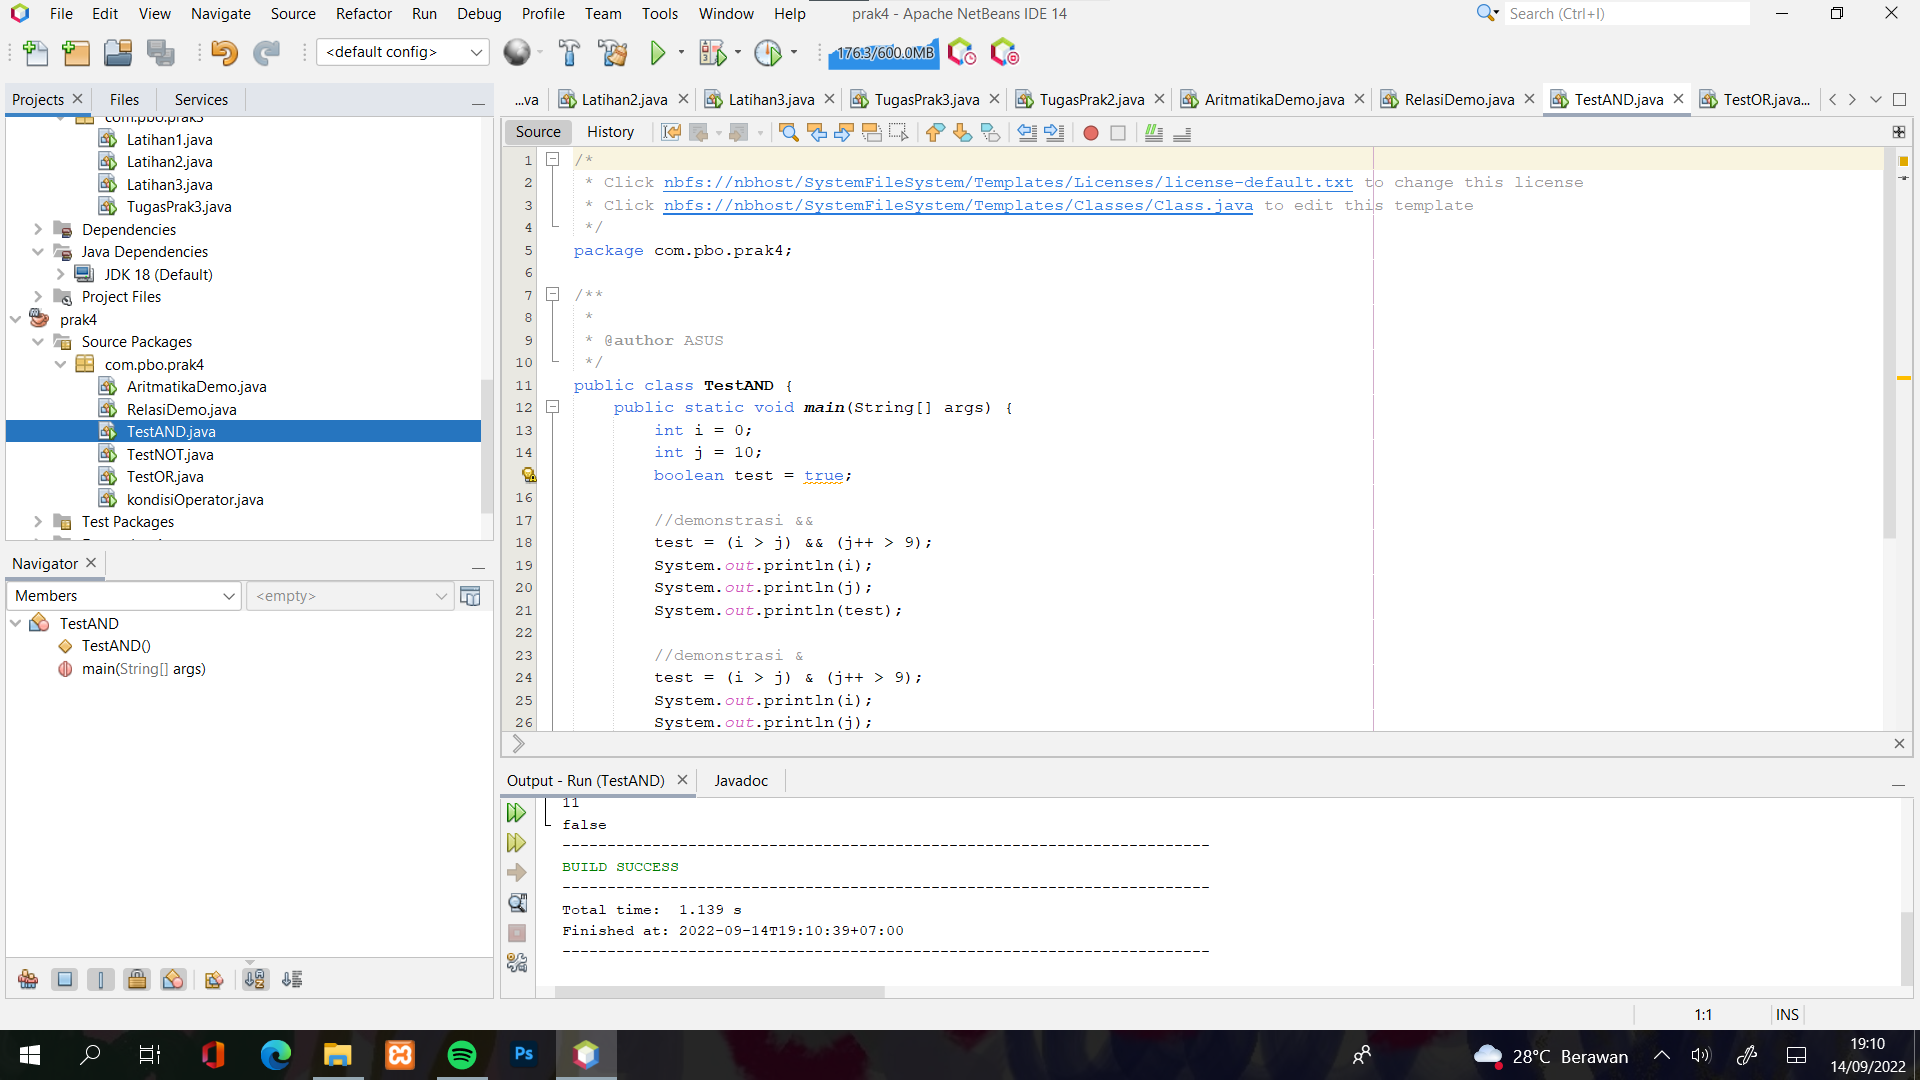 File Edit View Navigate Source Refactor Run Debug Profile Team Tools Window Help prak4 - Apache NetBeans IDE 14 Search (Ctrl+I)
<default config> 176.3/600.0MB
Projects Files Services
...va Latihan2.java Latihan3.java TugasPrak3.java TugasPrak2.java AritmatikaDemo.java RelasiDemo.java TestAND.java TestOR.java...
Source History
com.pbo.prak3
Latihan1.java
Latihan2.java
Latihan3.java
TugasPrak3.java
Dependencies
Java Dependencies
JDK 18 (Default)
Project Files
prak4
Source Packages
com.pbo.prak4
AritmatikaDemo.java
RelasiDemo.java
TestAND.java
TestNOT.java
TestOR.java
kondisiOperator.java
Test Packages
Navigator
Members <empty>
TestAND
TestAND()
main(String[] args)
1 /*
2 * Click nbfs://nbhost/SystemFileSystem/Templates/Licenses/license-default.txt to change this license
3 * Click nbfs://nbhost/SystemFileSystem/Templates/Classes/Class.java to edit this template
4 */
5 package com.pbo.prak4;
6
7 /**
8 *
9 * @author ASUS
10 */
11 public class TestAND {
12 public static void main(String[] args) {
13 int i = 0;
14 int j = 10;
boolean test = true;
16
17 //demonstrasi &&
18 test = (i > j) && (j++ > 9);
19 System.out.println(i);
20 System.out.println(j);
21 System.out.println(test);
22
23 //demonstrasi &
24 test = (i > j) & (j++ > 9);
25 System.out.println(i);
26 System.out.println(j);
Output - Run (TestAND) Javadoc
11
false
------------------------------------------------------------------------
BUILD SUCCESS
------------------------------------------------------------------------
Total time: 1.139 s
Finished at: 2022-09-14T19:10:39+07:00
------------------------------------------------------------------------
1:1 INS
Ps
28°C Berawan
19:10
14/09/2022